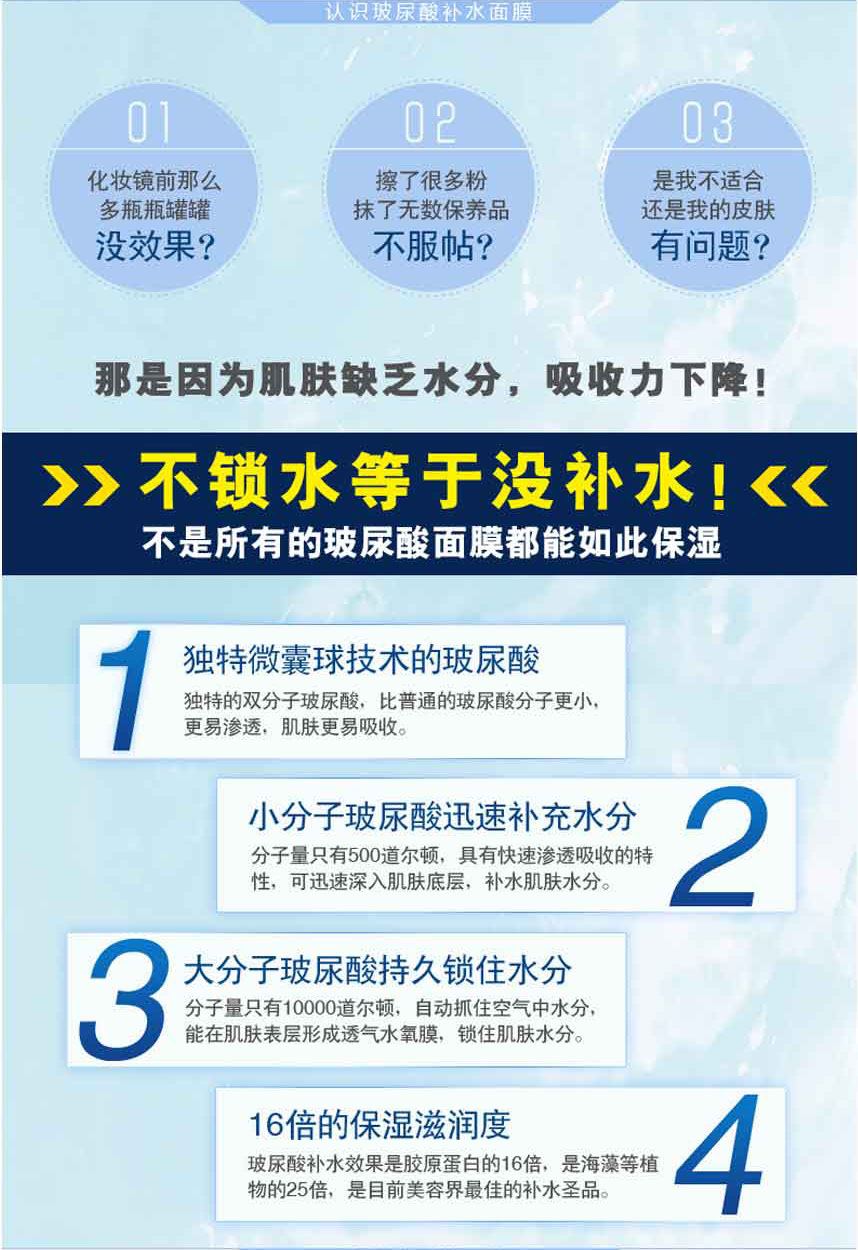 认识玻尿酸补水面膜
01
化妆镜前那么
多瓶瓶罐罐
没效果?
02
擦了很多粉
抹了无数保养品
不服帖?
03
是我不适合
还是我的皮肤
有问题?
那是因为肌肤缺乏水分，吸收力下降!
>> 不锁水等于没补水! <<
不是所有的玻尿酸面膜都能如此保湿
1
独特微囊球技术的玻尿酸
独特的双分子玻尿酸，比普通的玻尿酸分子更小，
更易渗透，肌肤更易吸收。
2
小分子玻尿酸迅速补充水分
分子量只有500道尔顿，具有快速渗透吸收的特
性，可迅速深入肌肤底层，补水肌肤水分。
3
大分子玻尿酸持久锁住水分
分子量只有10000道尔顿，自动抓住空气中水分，
能在肌肤表层形成透气水氧膜，锁住肌肤水分。
4
16倍的保湿滋润度
玻尿酸补水效果是胶原蛋白的16倍，是海藻等植
物的25倍，是目前美容界最佳的补水圣品。